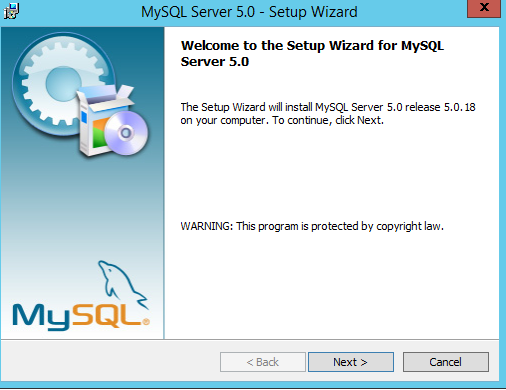 MySQL Server 5.0 - Setup Wizard
x
Welcome to the Setup Wizard for MySQL
Server 5.0
The Setup Wizard will install MySQL Server 5.0 release 5.0.18
on your computer. To continue, click Next.
WARNING: This program is protected by copyright law.
MySQL®
< Back
Next >
Cancel